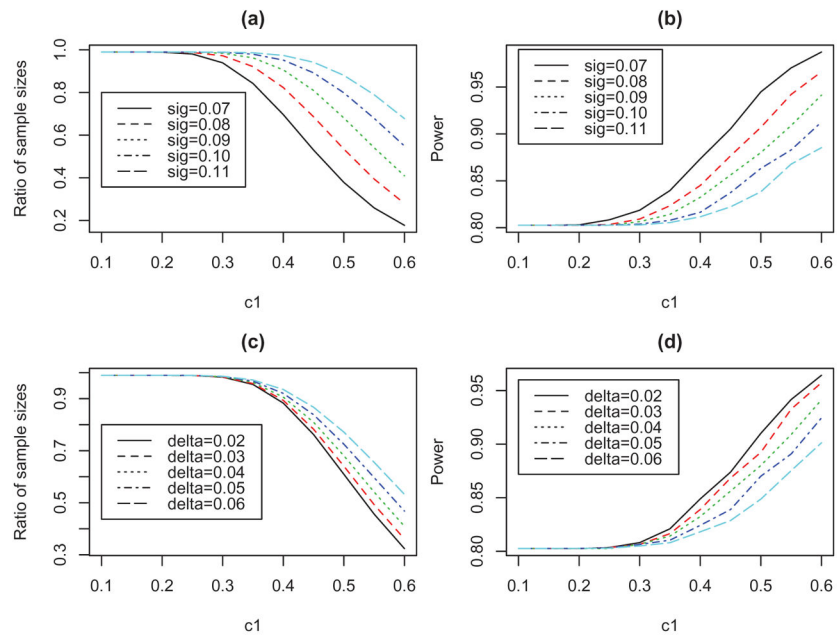 (a)
Ratio of sample sizes
1.0
0.8
0.6
0.4
0.2
sig=0.07
sig=0.08
sig=0.09
sig=0.10
sig=0.11
0.1 0.2 0.3 0.4 0.5 0.6
c1
(b)
Power
0.95
0.90
0.85
0.80
sig=0.07
sig=0.08
sig=0.09
sig=0.10
sig=0.11
0.1 0.2 0.3 0.4 0.5 0.6
c1
(c)
Ratio of sample sizes
0.9
0.7
0.5
0.3
delta=0.02
delta=0.03
delta=0.04
delta=0.05
delta=0.06
0.1 0.2 0.3 0.4 0.5 0.6
c1
(d)
Power
0.95
0.90
0.85
0.80
delta=0.02
delta=0.03
delta=0.04
delta=0.05
delta=0.06
0.1 0.2 0.3 0.4 0.5 0.6
c1